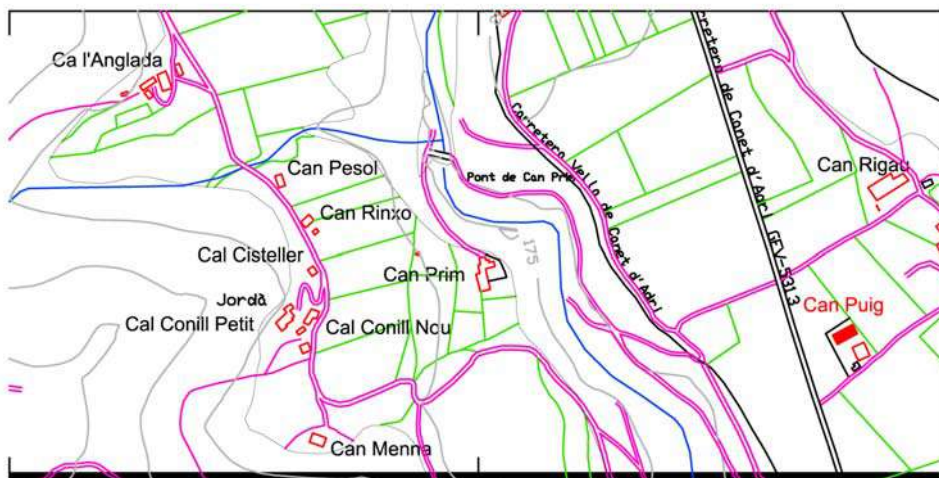 Ca l'Anglada
Carretera de Canet d'Adri GEV-5313
Carretera Vella de Canet d'Adri
Can Pesol
Pont de Can Prim
Can Rigau
Can Rinxo
Cal Cisteller
175
Can Prim
Jordà
Can Puig
Cal Conill Petit
Cal Conill Nou
Can Menna